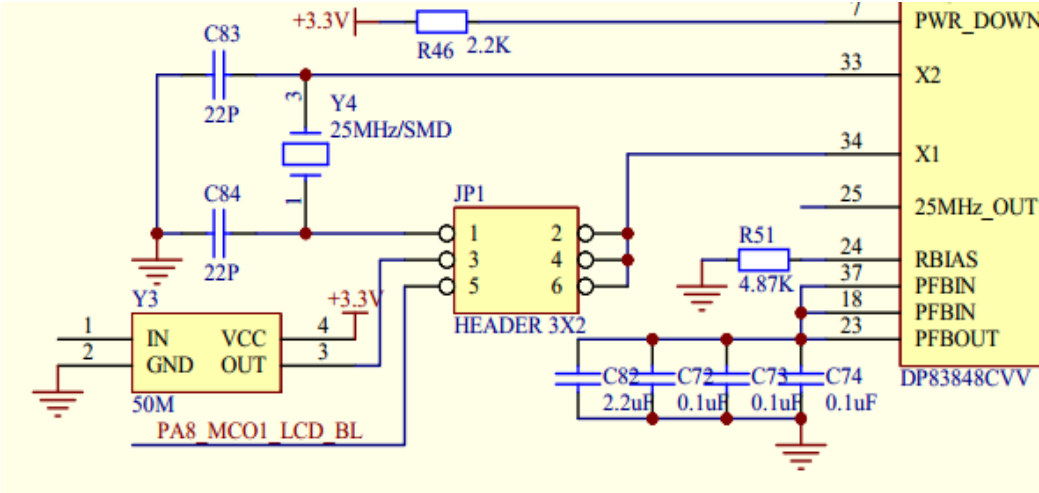 +3.3V
R46
2.2K
7
PWR_DOWN
C83
22P
33
X2
3
Y4
25MHz/SMD
1
C84
22P
34
X1
25
25MHz_OUT
JP1
1 2
3 4
5 6
HEADER 3X2
R51
4.87K
24
RBIAS
37
PFBIN
18
PFBIN
23
PFBOUT
DP83848CVV
Y3
+3.3V
1
IN VCC
4
2
GND OUT
3
50M
PA8_MCO1_LCD_BL
C82 C72 C73 C74
2.2uF 0.1uF 0.1uF 0.1uF